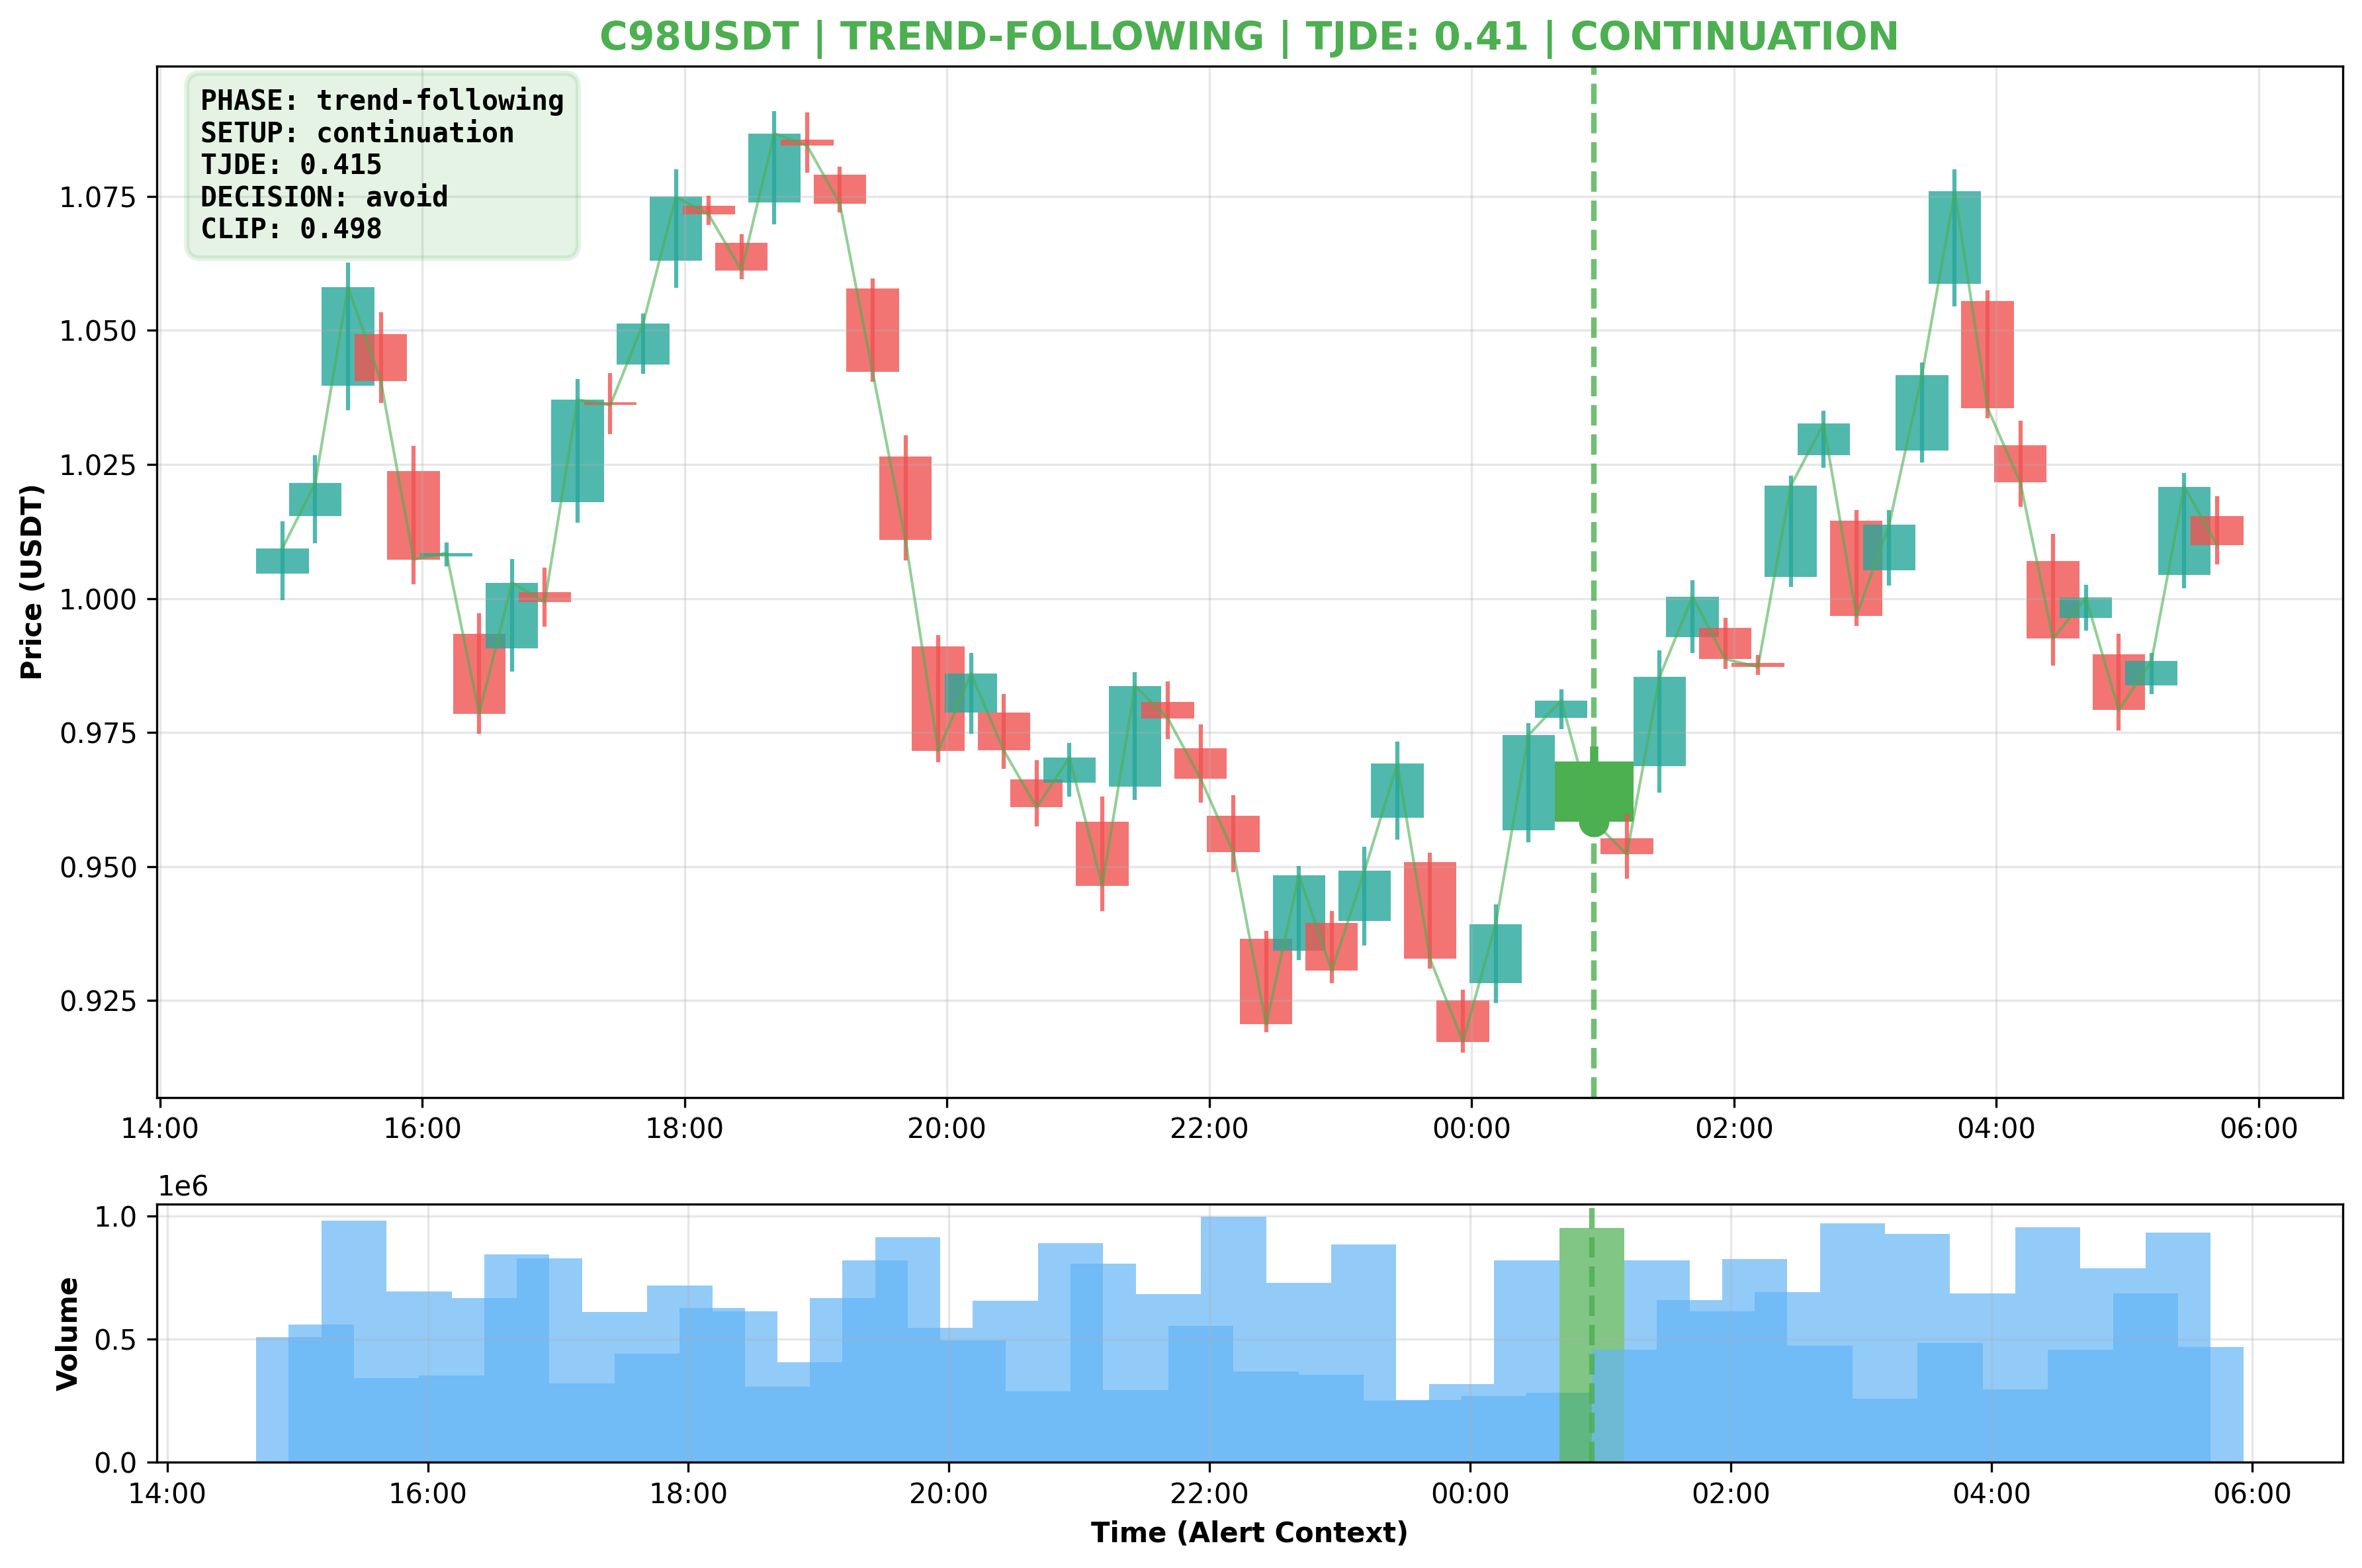 C98USDT | TREND-FOLLOWING | TJDE: 0.41 | CONTINUATION
PHASE: trend-following
SETUP: continuation
TJDE: 0.415
DECISION: avoid
CLIP: 0.498
Price (USDT)
1.075
1.050
1.025
1.000
0.975
0.950
0.925
14:00 16:00 18:00 20:00 22:00 00:00 02:00 04:00 06:00
1e6
Volume
1.0
0.5
0.0
14:00 16:00 18:00 20:00 22:00 00:00 02:00 04:00 06:00
Time (Alert Context)